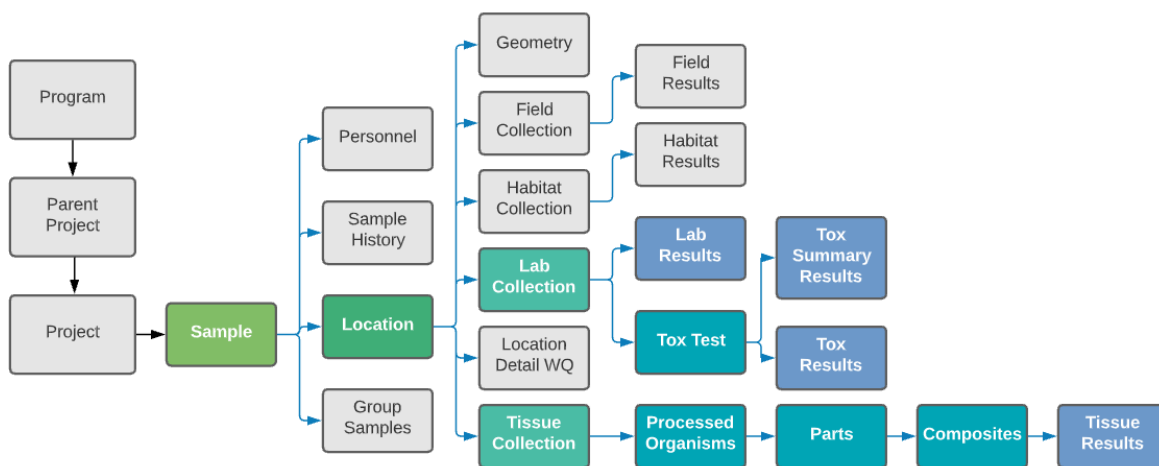 Program
Parent
Project
Project
Sample
Personnel
Sample
History
Location
Group
Samples
Geometry
Field
Collection
Habitat
Collection
Lab
Collection
Location
Detail WQ
Tissue
Collection
Field
Results
Habitat
Results
Lab
Results
Tox Test
Processed
Organisms
Tox
Summary
Results
Tox
Results
Parts
Composites
Tissue
Results